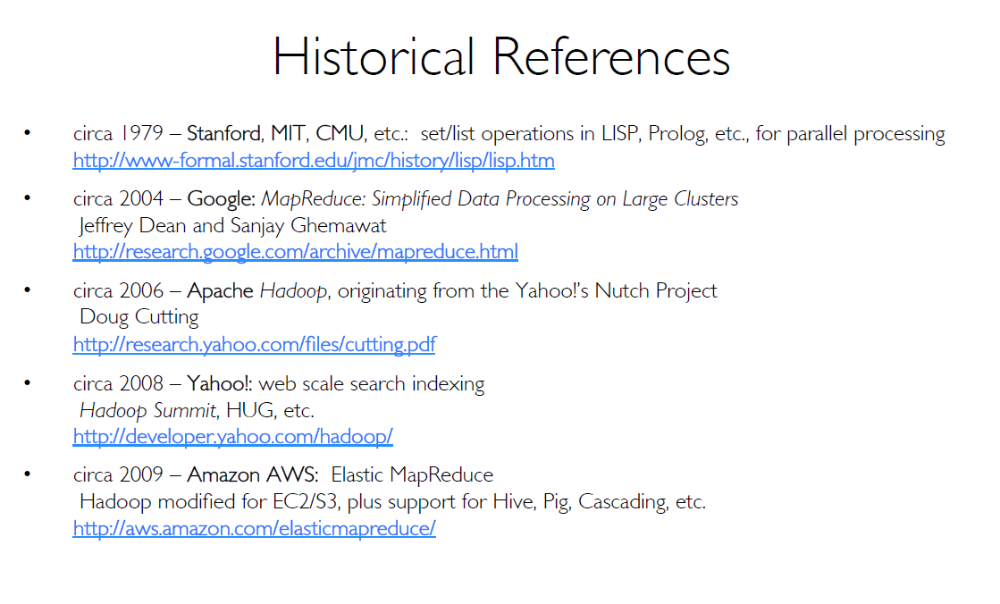 Historical References
• circa 1979 – Stanford, MIT, CMU, etc.: set/list operations in LISP, Prolog, etc., for parallel processing
http://www-formal.stanford.edu/jmc/history/lisp/lisp.htm
• circa 2004 – Google: MapReduce: Simplified Data Processing on Large Clusters
Jeffrey Dean and Sanjay Ghemawat
http://research.google.com/archive/mapreduce.html
• circa 2006 – Apache Hadoop, originating from the Yahoo!'s Nutch Project
Doug Cutting
http://research.yahoo.com/files/cutting.pdf
• circa 2008 – Yahoo!: web scale search indexing
Hadoop Summit, HUG, etc.
http://developer.yahoo.com/hadoop/
• circa 2009 – Amazon AWS: Elastic MapReduce
Hadoop modified for EC2/S3, plus support for Hive, Pig, Cascading, etc.
http://aws.amazon.com/elasticmapreduce/